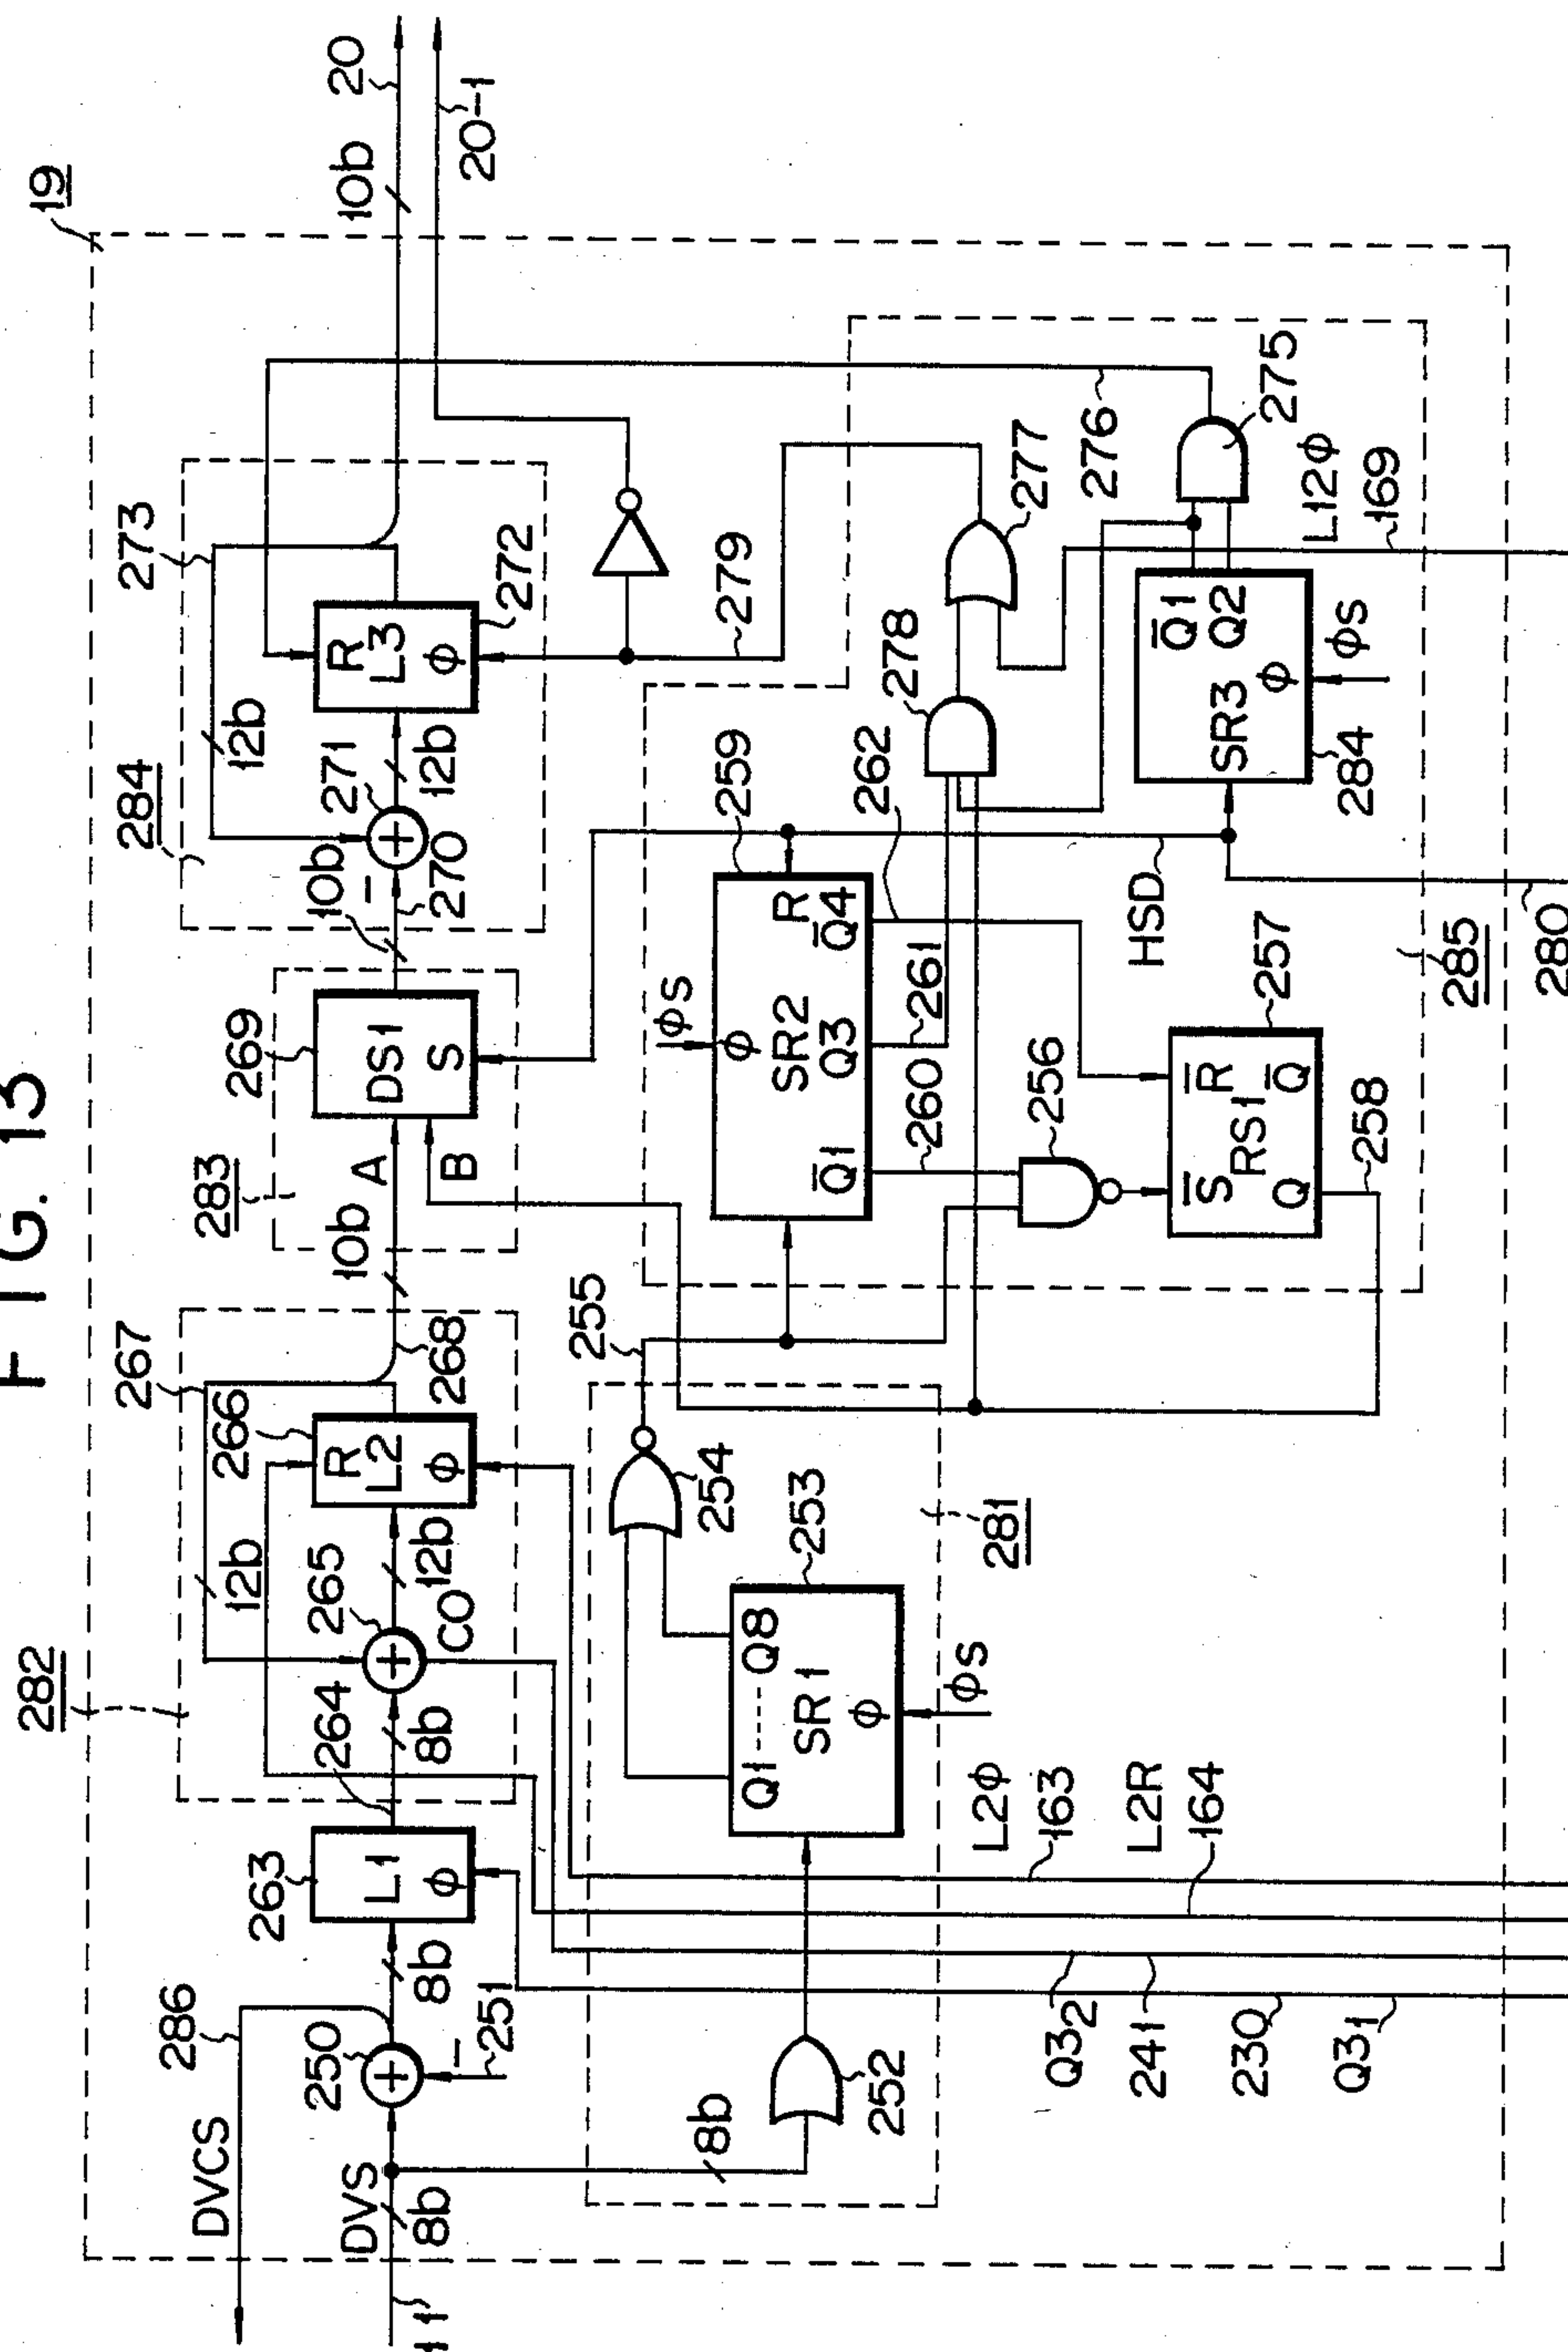 FIG. 13
19
DVCS
286
282
267
283
284
273
20
DVS
11
8b
250
251
8b
263
L1
ϕ
264
8b
265
12b
12b
CO
266
R
L2
ϕ
268
10b
A
B
269
DS1
S
10b
270
271
12b
12b
R
L3
ϕ
272
10b
20-1
8b
252
253
Q1----Q8
SR1
ϕ
ϕs
254
255
281
259
ϕs
ϕ
SR2
R
Q̅1
Q3
Q̅4
260
261
262
256
S̅
R̅
RS1
Q
Q̅
257
258
278
277
279
276
275
HSD
SR3
Q̅1
Q2
ϕ
ϕs
284
L12ϕ
169
285
280
L2ϕ
163
L2R
164
Q3₂
241
230
Q3₁